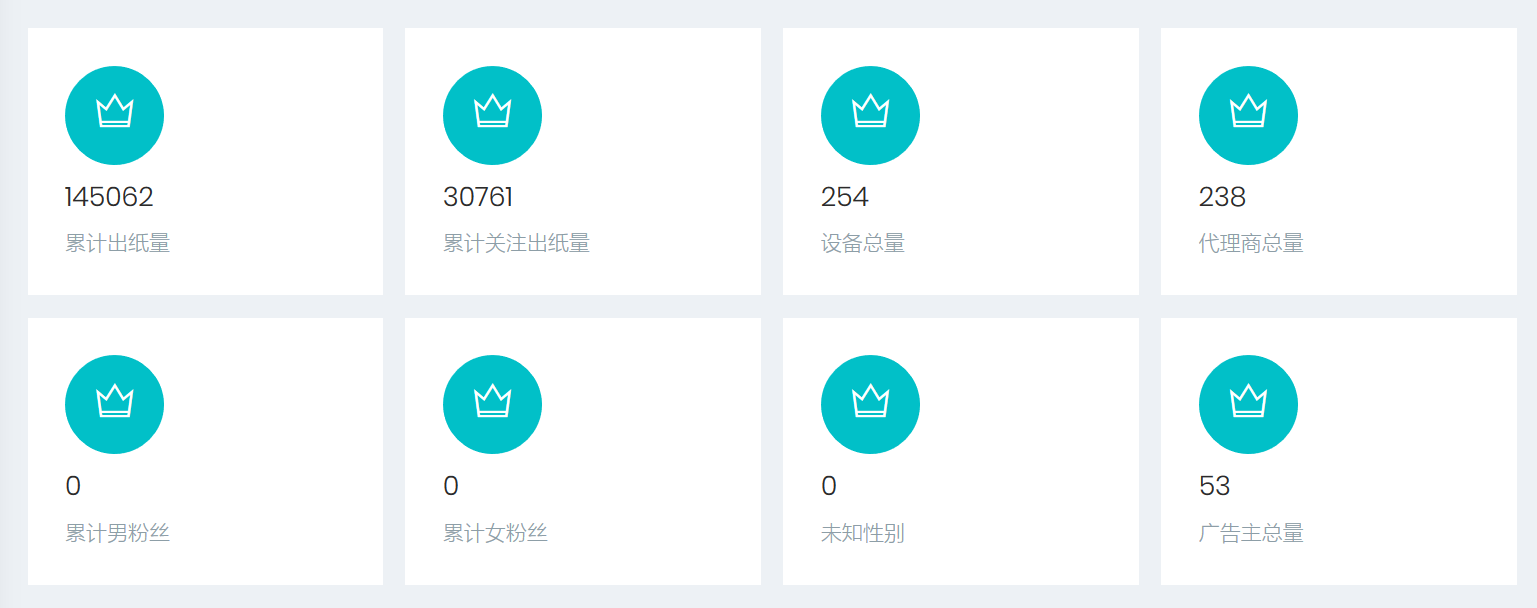 145062
30761
254
238
累计出纸量
累计关注出纸量
设备总量
代理商总量
0
0
0
53
累计男粉丝
累计女粉丝
未知性别
广告主总量